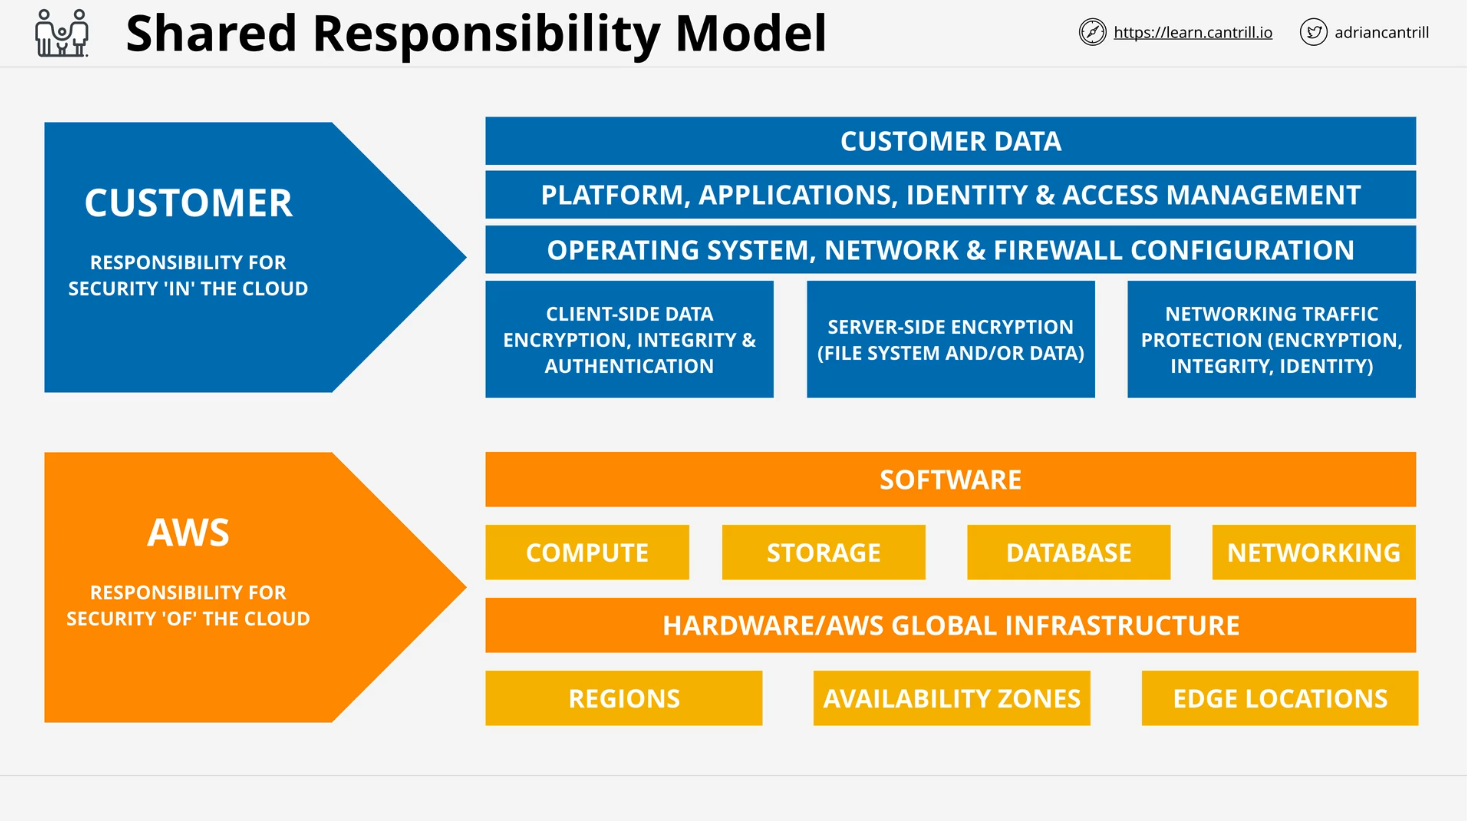 Shared Responsibility Model
https://learn.cantrill.io
adriancantrill
CUSTOMER
RESPONSIBILITY FOR
SECURITY 'IN' THE CLOUD
CUSTOMER DATA
PLATFORM, APPLICATIONS, IDENTITY & ACCESS MANAGEMENT
OPERATING SYSTEM, NETWORK & FIREWALL CONFIGURATION
CLIENT-SIDE DATA
ENCRYPTION, INTEGRITY &
AUTHENTICATION
SERVER-SIDE ENCRYPTION
(FILE SYSTEM AND/OR DATA)
NETWORKING TRAFFIC
PROTECTION (ENCRYPTION,
INTEGRITY, IDENTITY)
AWS
RESPONSIBILITY FOR
SECURITY 'OF' THE CLOUD
SOFTWARE
COMPUTE
STORAGE
DATABASE
NETWORKING
HARDWARE/AWS GLOBAL INFRASTRUCTURE
REGIONS
AVAILABILITY ZONES
EDGE LOCATIONS